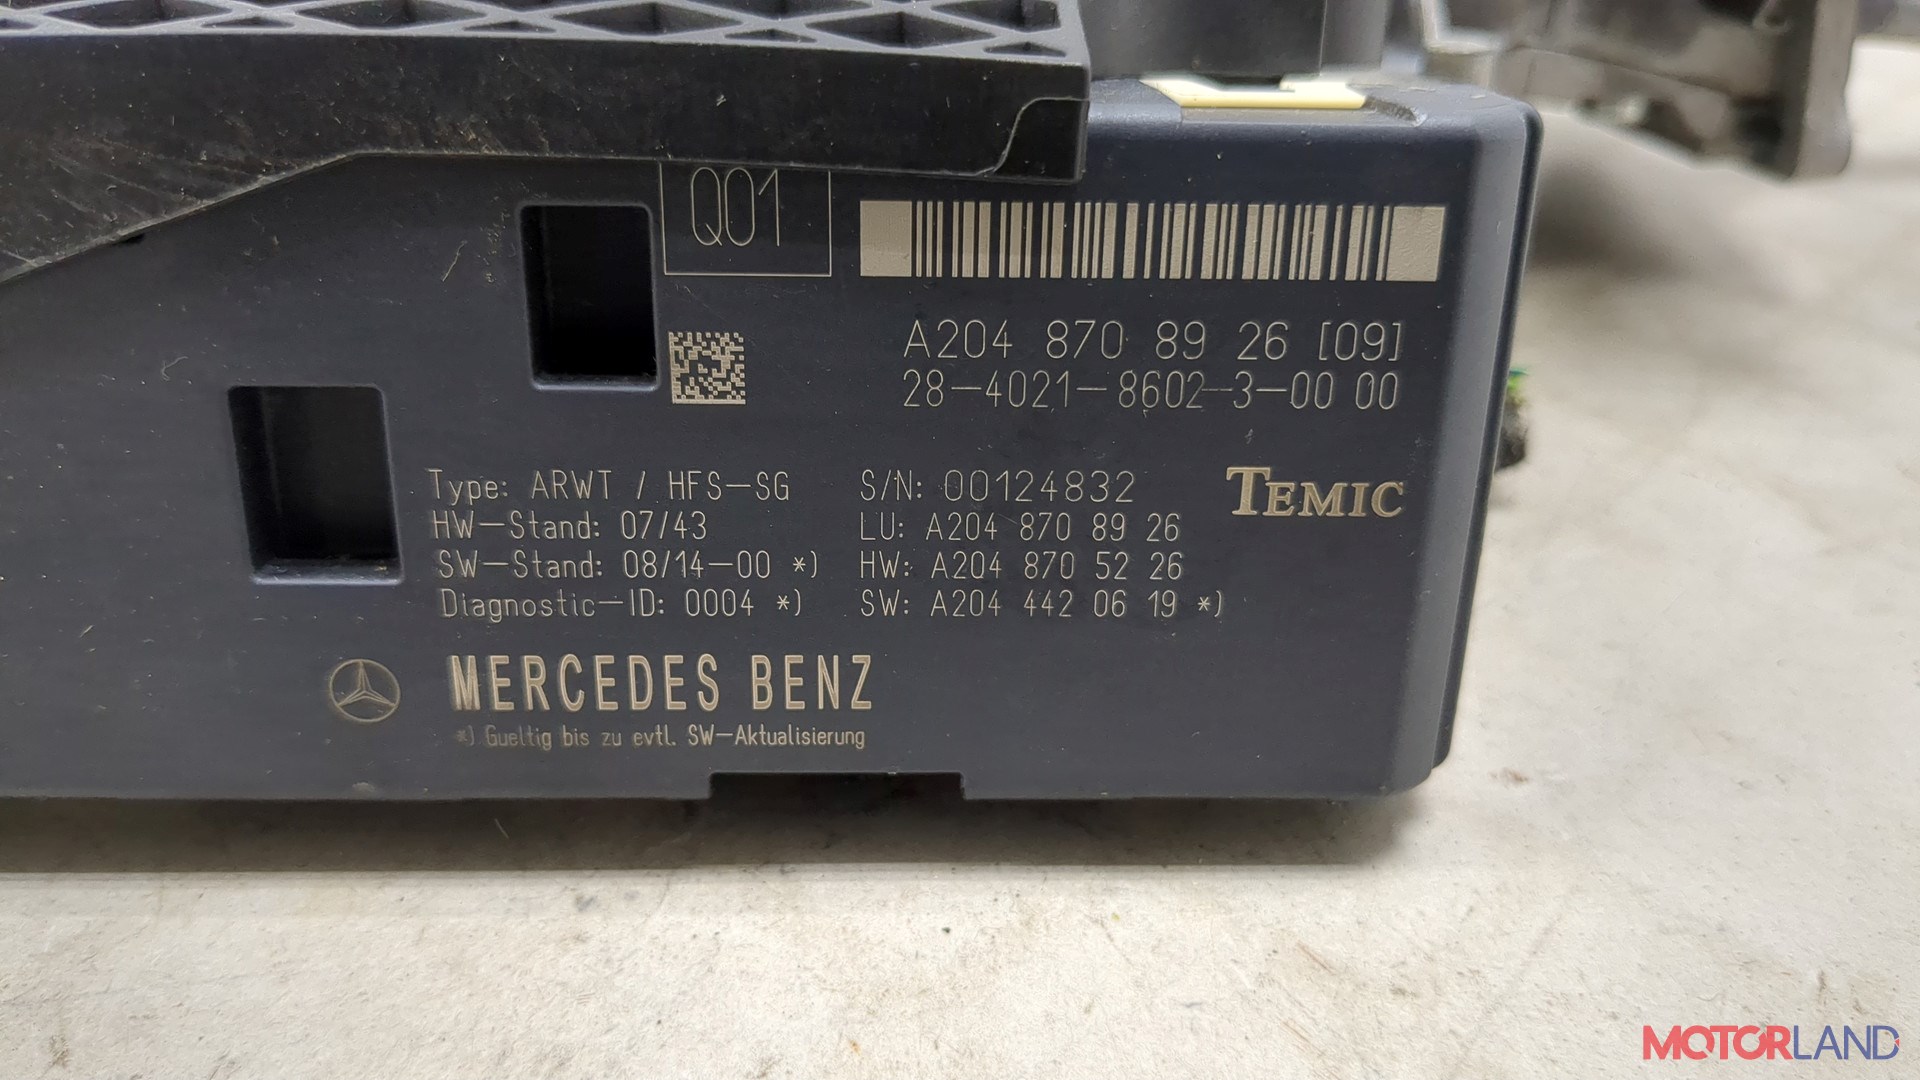 Q01
A204 870 89 26 [09]
28-4021-8602-3-00 00
Type: ARWT / HFS-SG
HW-Stand: 07/43
SW-Stand: 08/14-00 *)
Diagnostic-ID: 0004 *)
S/N: 00124832
LU: A204 870 89 26
HW: A204 870 52 26
SW: A204 442 06 19 *)
TEMIC
MERCEDES BENZ
*) Gueltig bis zu evtl. SW-Aktualisierung
MOTORLAND